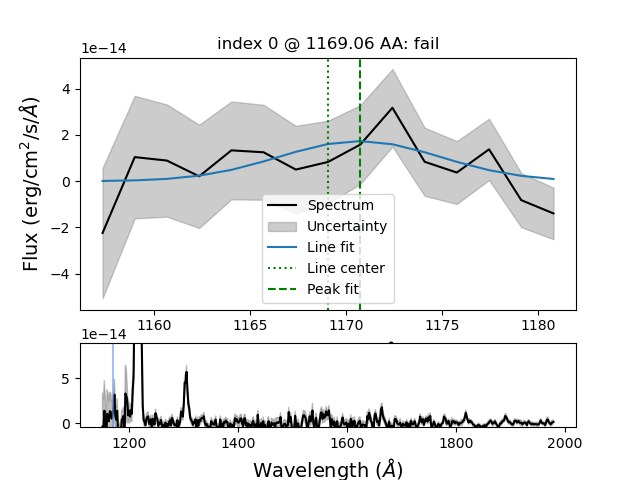 index 0 @ 1169.06 AA: fail
1e−14
4
2
0
−2
−4
Flux (erg/cm²/s/Å)
Spectrum
Uncertainty
Line fit
Line center
Peak fit
1160 1165 1170 1175 1180
1e−14
5
0
1200 1400 1600 1800 2000
Wavelength (Å)